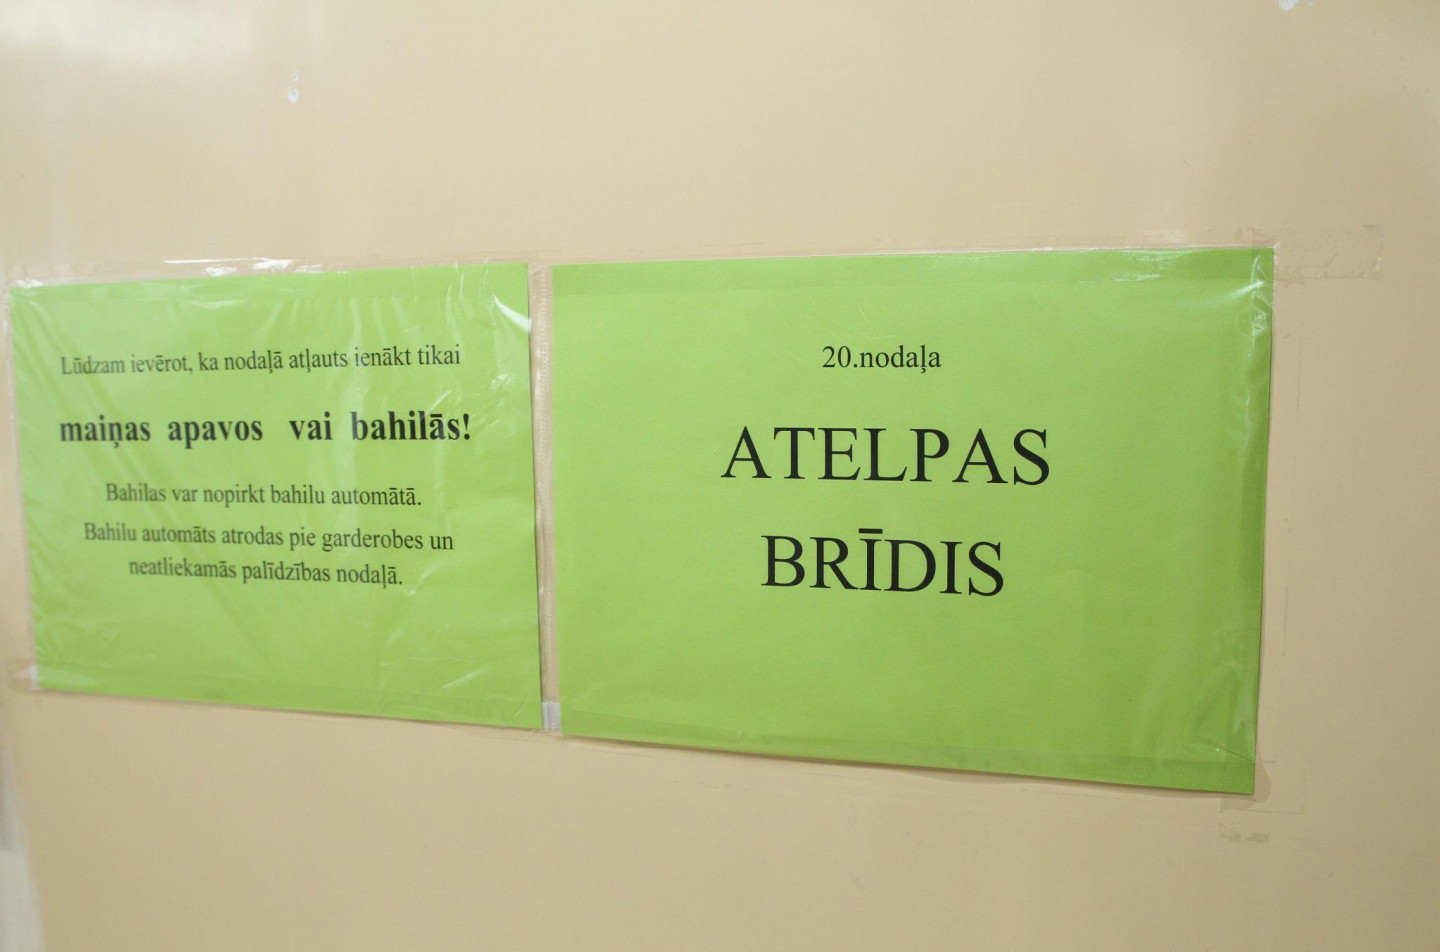 Lūdzam ievērot, ka nodaļā atļauts ienākt tikai
maiņas apavos vai bahilās!
Bahilas var nopirkt bahilu automātā.
Bahilu automāts atrodas pie garderobes un
neatliekamās palīdzības nodaļā.
20.nodaļa
ATELPAS
BRĪDIS